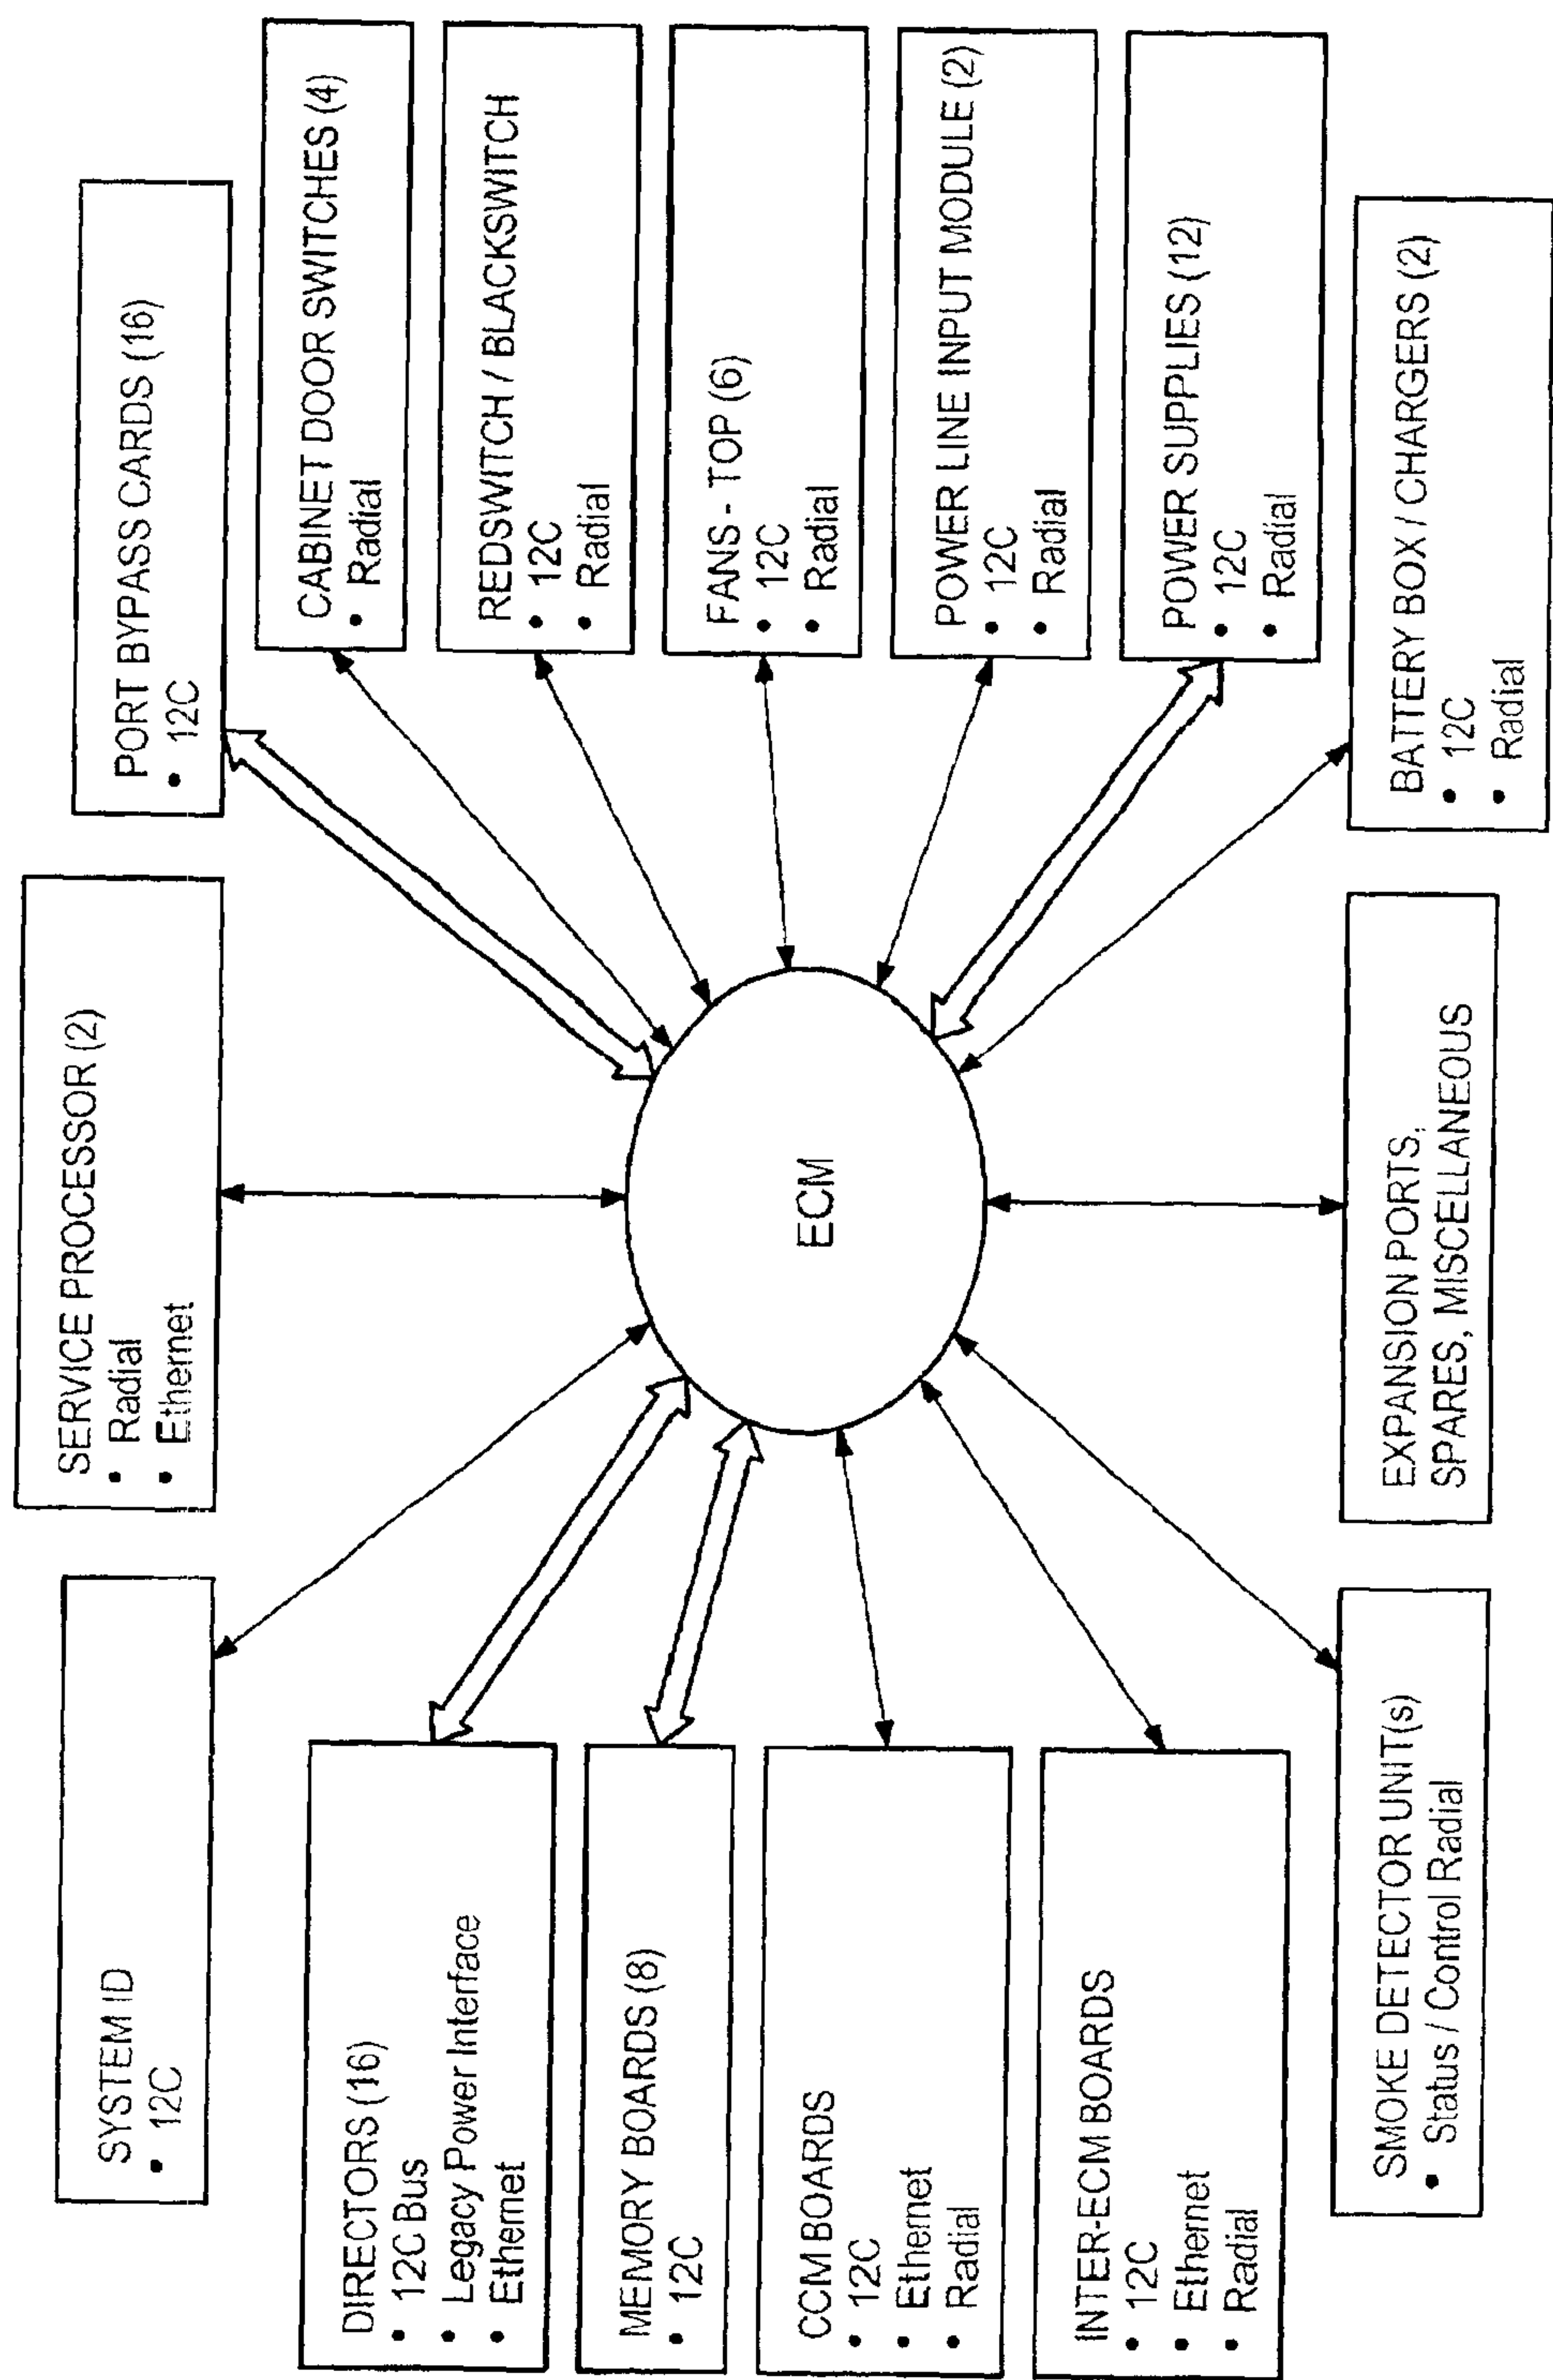 SYSTEM ID
• 12C
SERVICE PROCESSOR (2)
• Radial
• Ethernet
PORT BYPASS CARDS (16)
• 12C
DIRECTORS (16)
• 12C Bus
• Legacy Power Interface
• Ethernet
MEMORY BOARDS (8)
• 12C
CCM BOARDS
• 12C
• Ethernet
• Radial
INTER-ECM BOARDS
• 12C
• Ethernet
• Radial
ECM
CABINET DOOR SWITCHES (4)
• Radial
REDSWITCH / BLACKSWITCH
• 12C
• Radial
FANS - TOP (6)
• 12C
• Radial
POWER LINE INPUT MODULE (2)
• 12C
• Radial
POWER SUPPLIES (12)
• 12C
• Radial
SMOKE DETECTOR UNIT(s)
• Status / Control Radial
EXPANSION PORTS,
SPARES, MISCELLANEOUS
BATTERY BOX / CHARGERS (2)
• 12C
• Radial